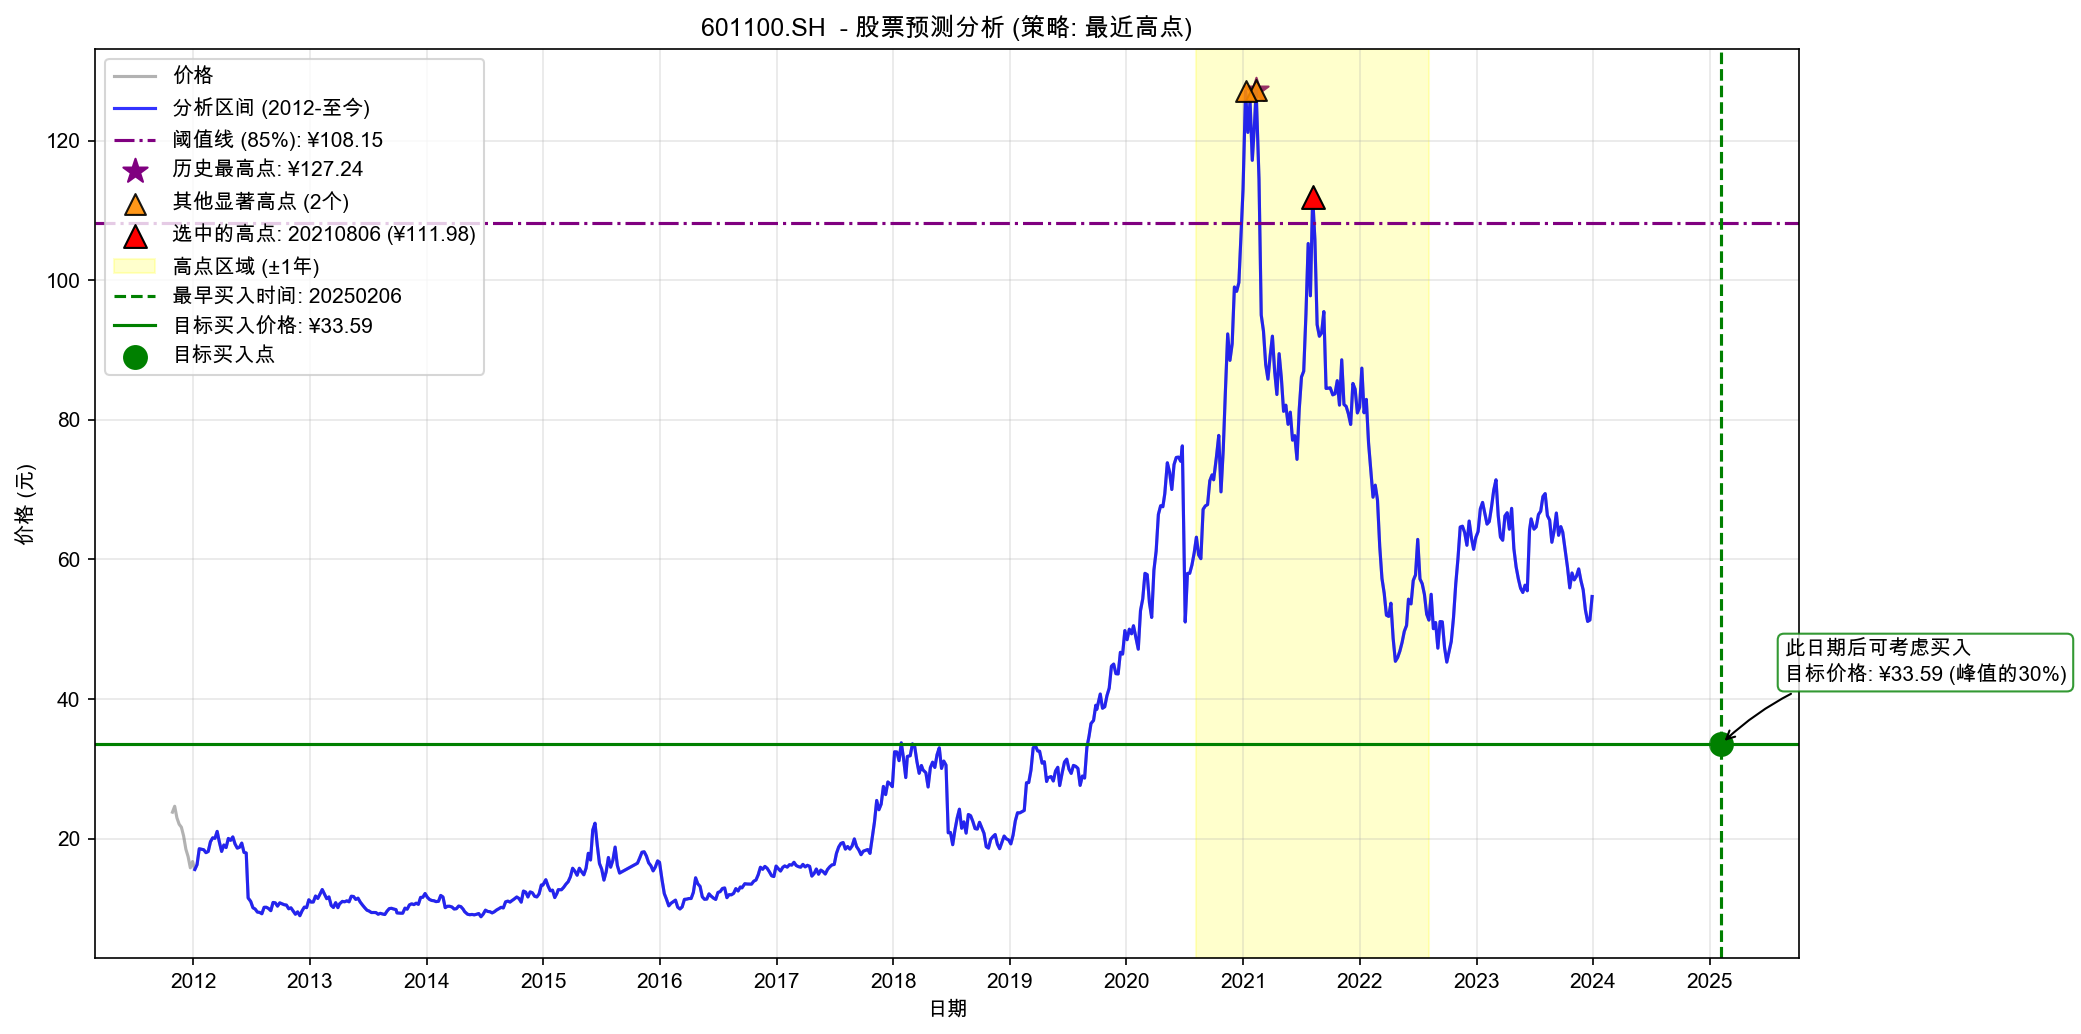 601100.SH - 股票预测分析 (策略: 最近高点)
价格
分析区间 (2012-至今)
阈值线 (85%): ¥108.15
历史最高点: ¥127.24
其他显著高点 (2个)
选中的高点: 20210806 (¥111.98)
高点区域 (±1年)
最早买入时间: 20250206
目标买入价格: ¥33.59
目标买入点
价格 (元)
120
100
80
60
40
20
此日期后可考虑买入
目标价格: ¥33.59 (峰值的30%)
2012 2013 2014 2015 2016 2017 2018 2019 2020 2021 2022 2023 2024 2025
日期